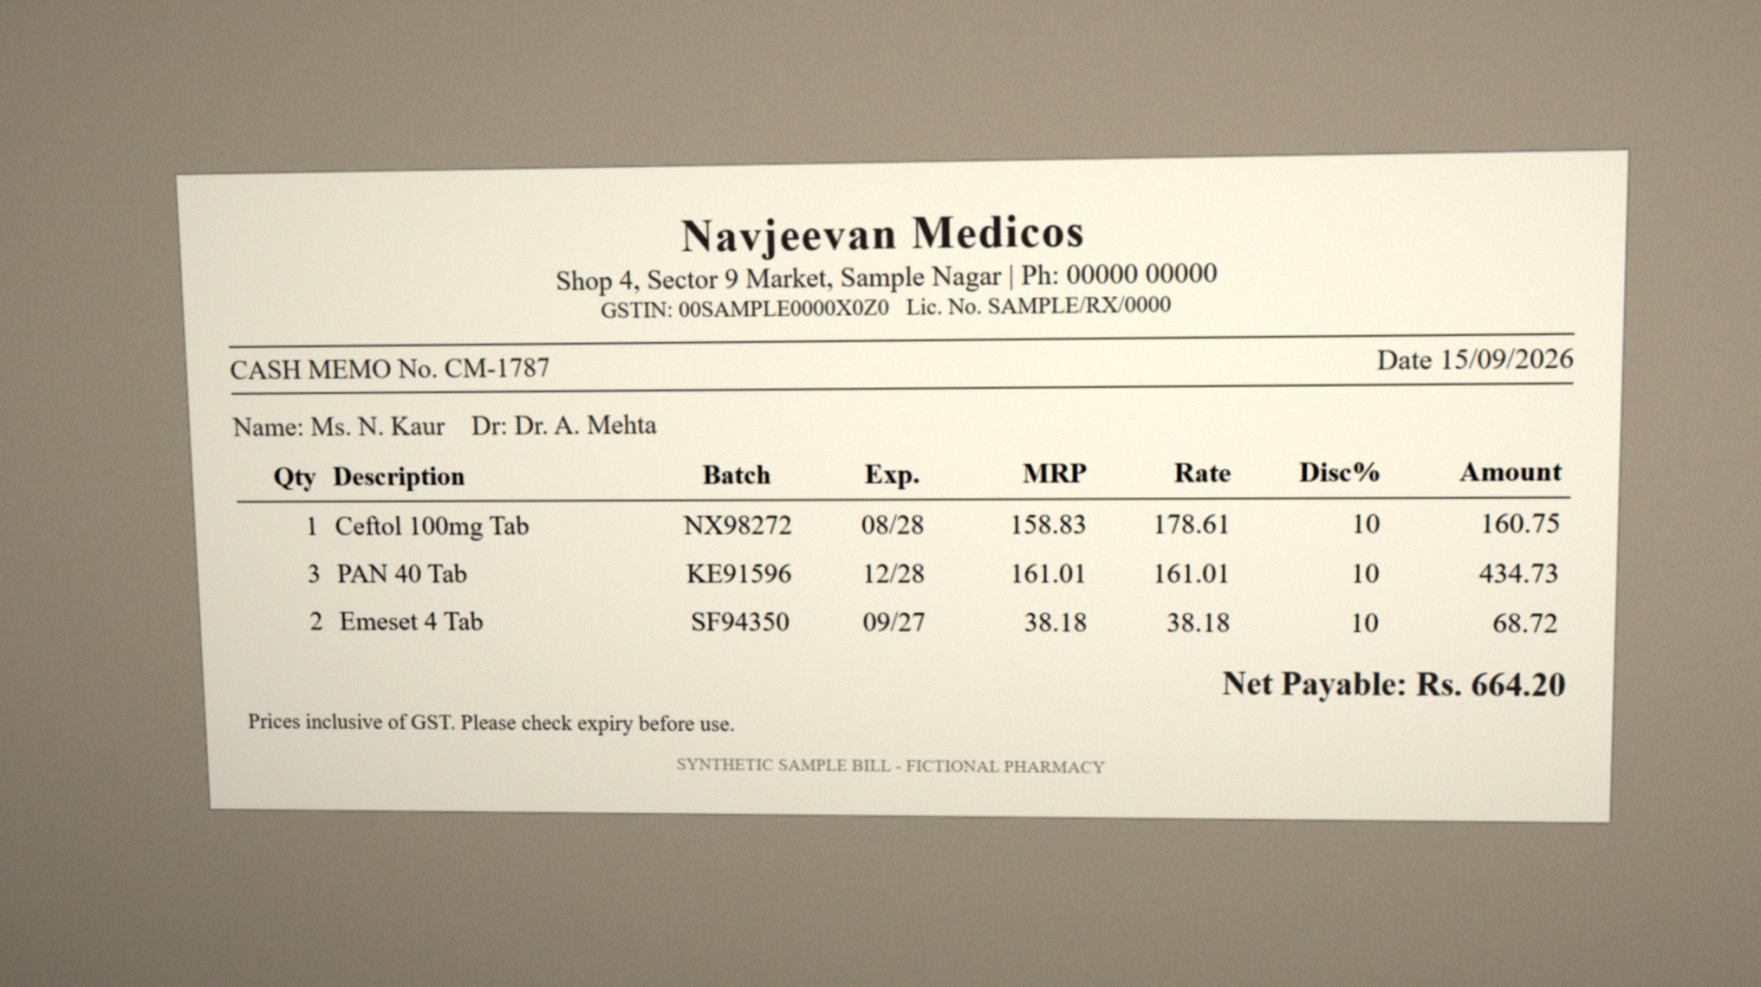 Navjeevan Medicos
Shop 4, Sector 9 Market, Sample Nagar | Ph: 00000 00000
GSTIN: 00SAMPLE0000X0Z0 Lic. No. SAMPLE/RX/0000
CASH MEMO No. CM-1787 Date 15/09/2026
Name: Ms. N. Kaur Dr: Dr. A. Mehta
Qty Description Batch Exp. MRP Rate Disc% Amount
1 Ceftol 100mg Tab NX98272 08/28 158.83 178.61 10 160.75
3 PAN 40 Tab KE91596 12/28 161.01 161.01 10 434.73
2 Emeset 4 Tab SF94350 09/27 38.18 38.18 10 68.72
Net Payable: Rs. 664.20
Prices inclusive of GST. Please check expiry before use.
SYNTHETIC SAMPLE BILL - FICTIONAL PHARMACY